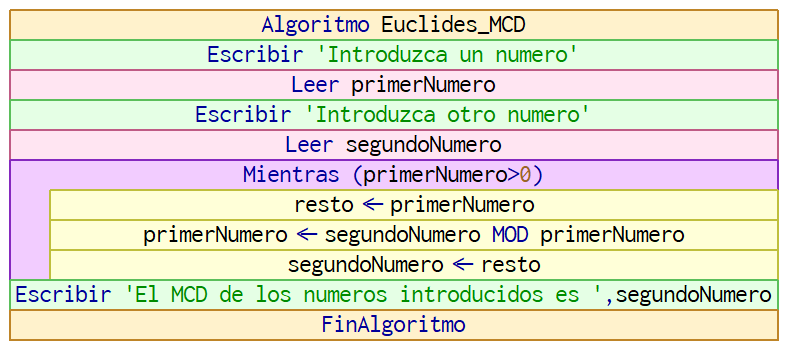 Algoritmo Euclides_MCD
Escribir 'Introduzca un numero'
Leer primerNumero
Escribir 'Introduzca otro numero'
Leer segundoNumero
Mientras (primerNumero>0)
resto ← primerNumero
primerNumero ← segundoNumero MOD primerNumero
segundoNumero ← resto
Escribir 'El MCD de los numeros introducidos es ',segundoNumero
FinAlgoritmo